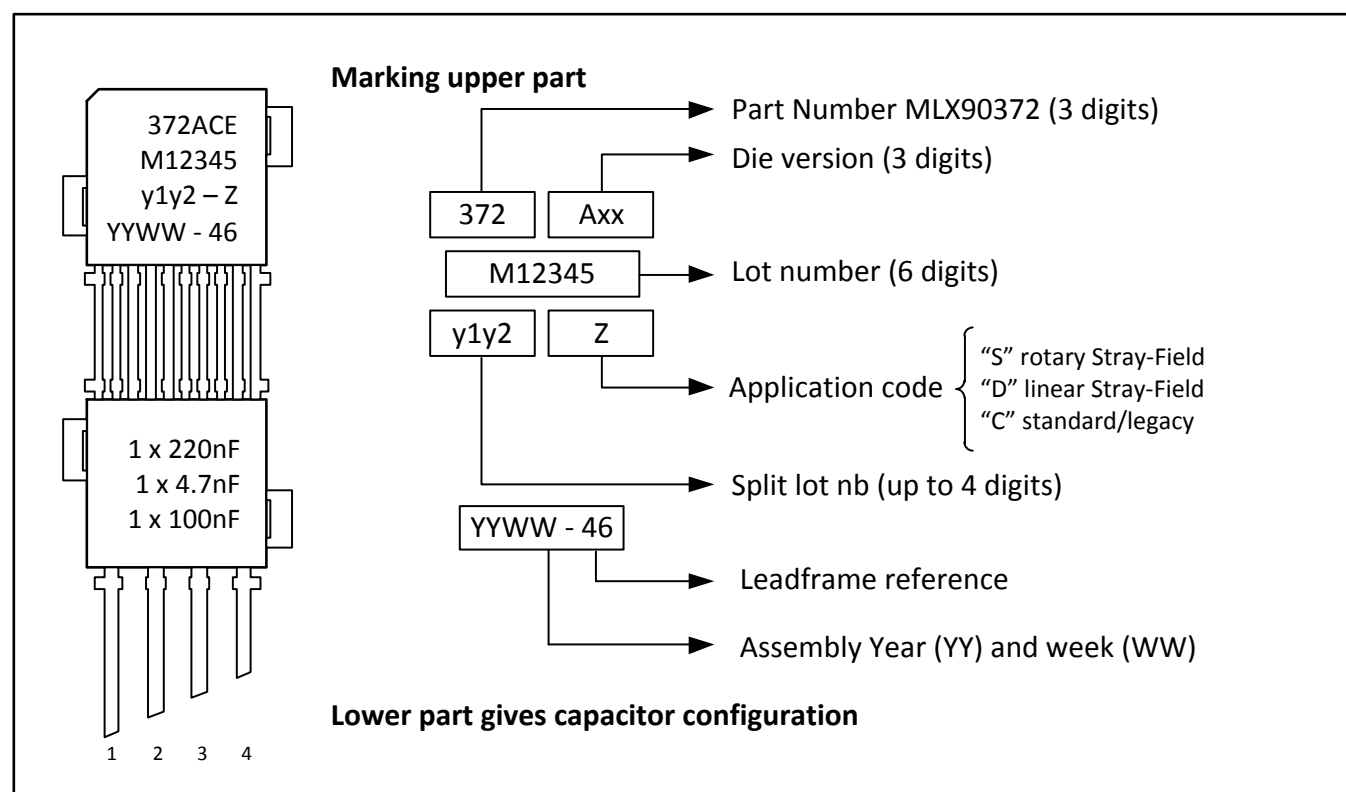 Marking upper part
372ACE
M12345
y1y2 – Z
YYWW - 46
1 x 220nF
1 x 4.7nF
1 x 100nF
1 2 3 4
Part Number MLX90372 (3 digits)
Die version (3 digits)
372 Axx
M12345
Lot number (6 digits)
y1y2 Z
Application code
“S” rotary Stray-Field
“D” linear Stray-Field
“C” standard/legacy
Split lot nb (up to 4 digits)
YYWW - 46
Leadframe reference
Assembly Year (YY) and week (WW)
Lower part gives capacitor configuration